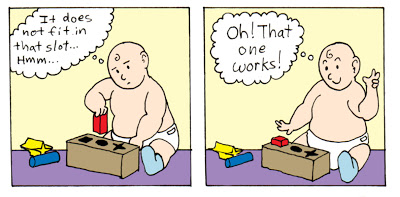 It does
not fit in
that slot...
Hmm...
Oh! That
one
works!